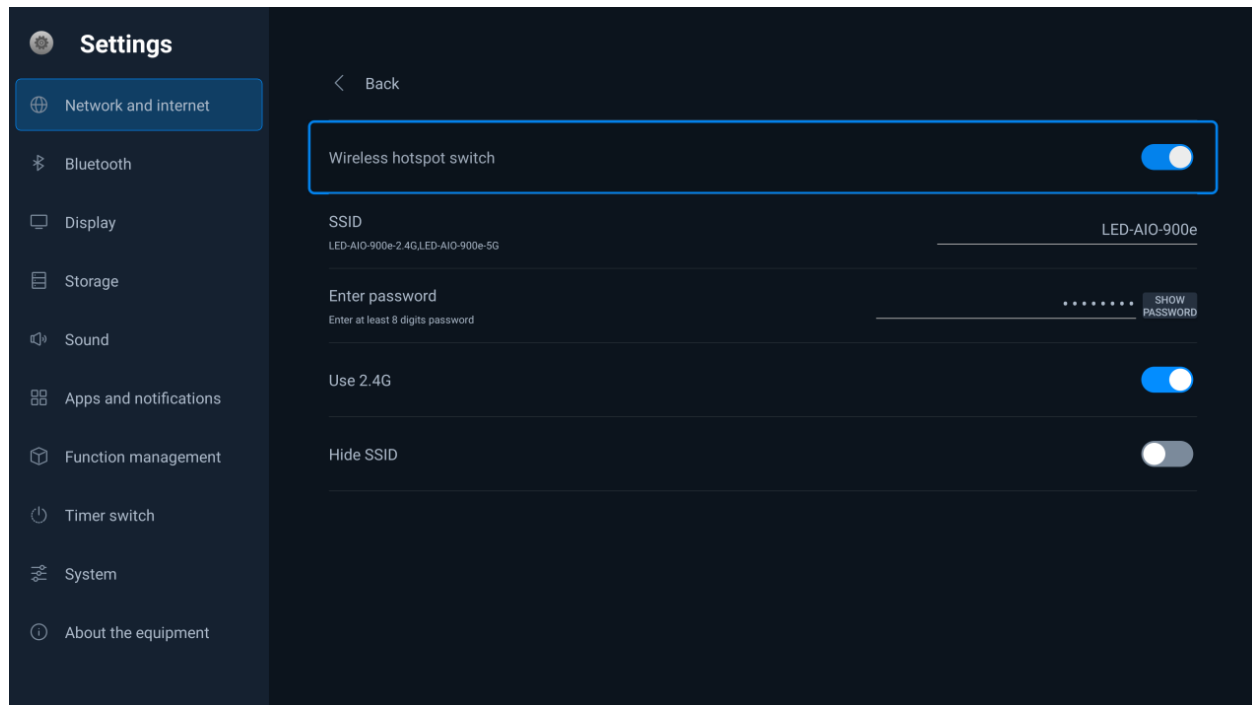 Settings
Network and internet
Bluetooth
Display
Storage
Sound
Apps and notifications
Function management
Timer switch
System
About the equipment
Back
Wireless hotspot switch
SSID
LED-AIO-900e-2.4G,LED-AIO-900e-5G
LED-AIO-900e
Enter password
Enter at least 8 digits password
SHOW
PASSWORD
Use 2.4G
Hide SSID